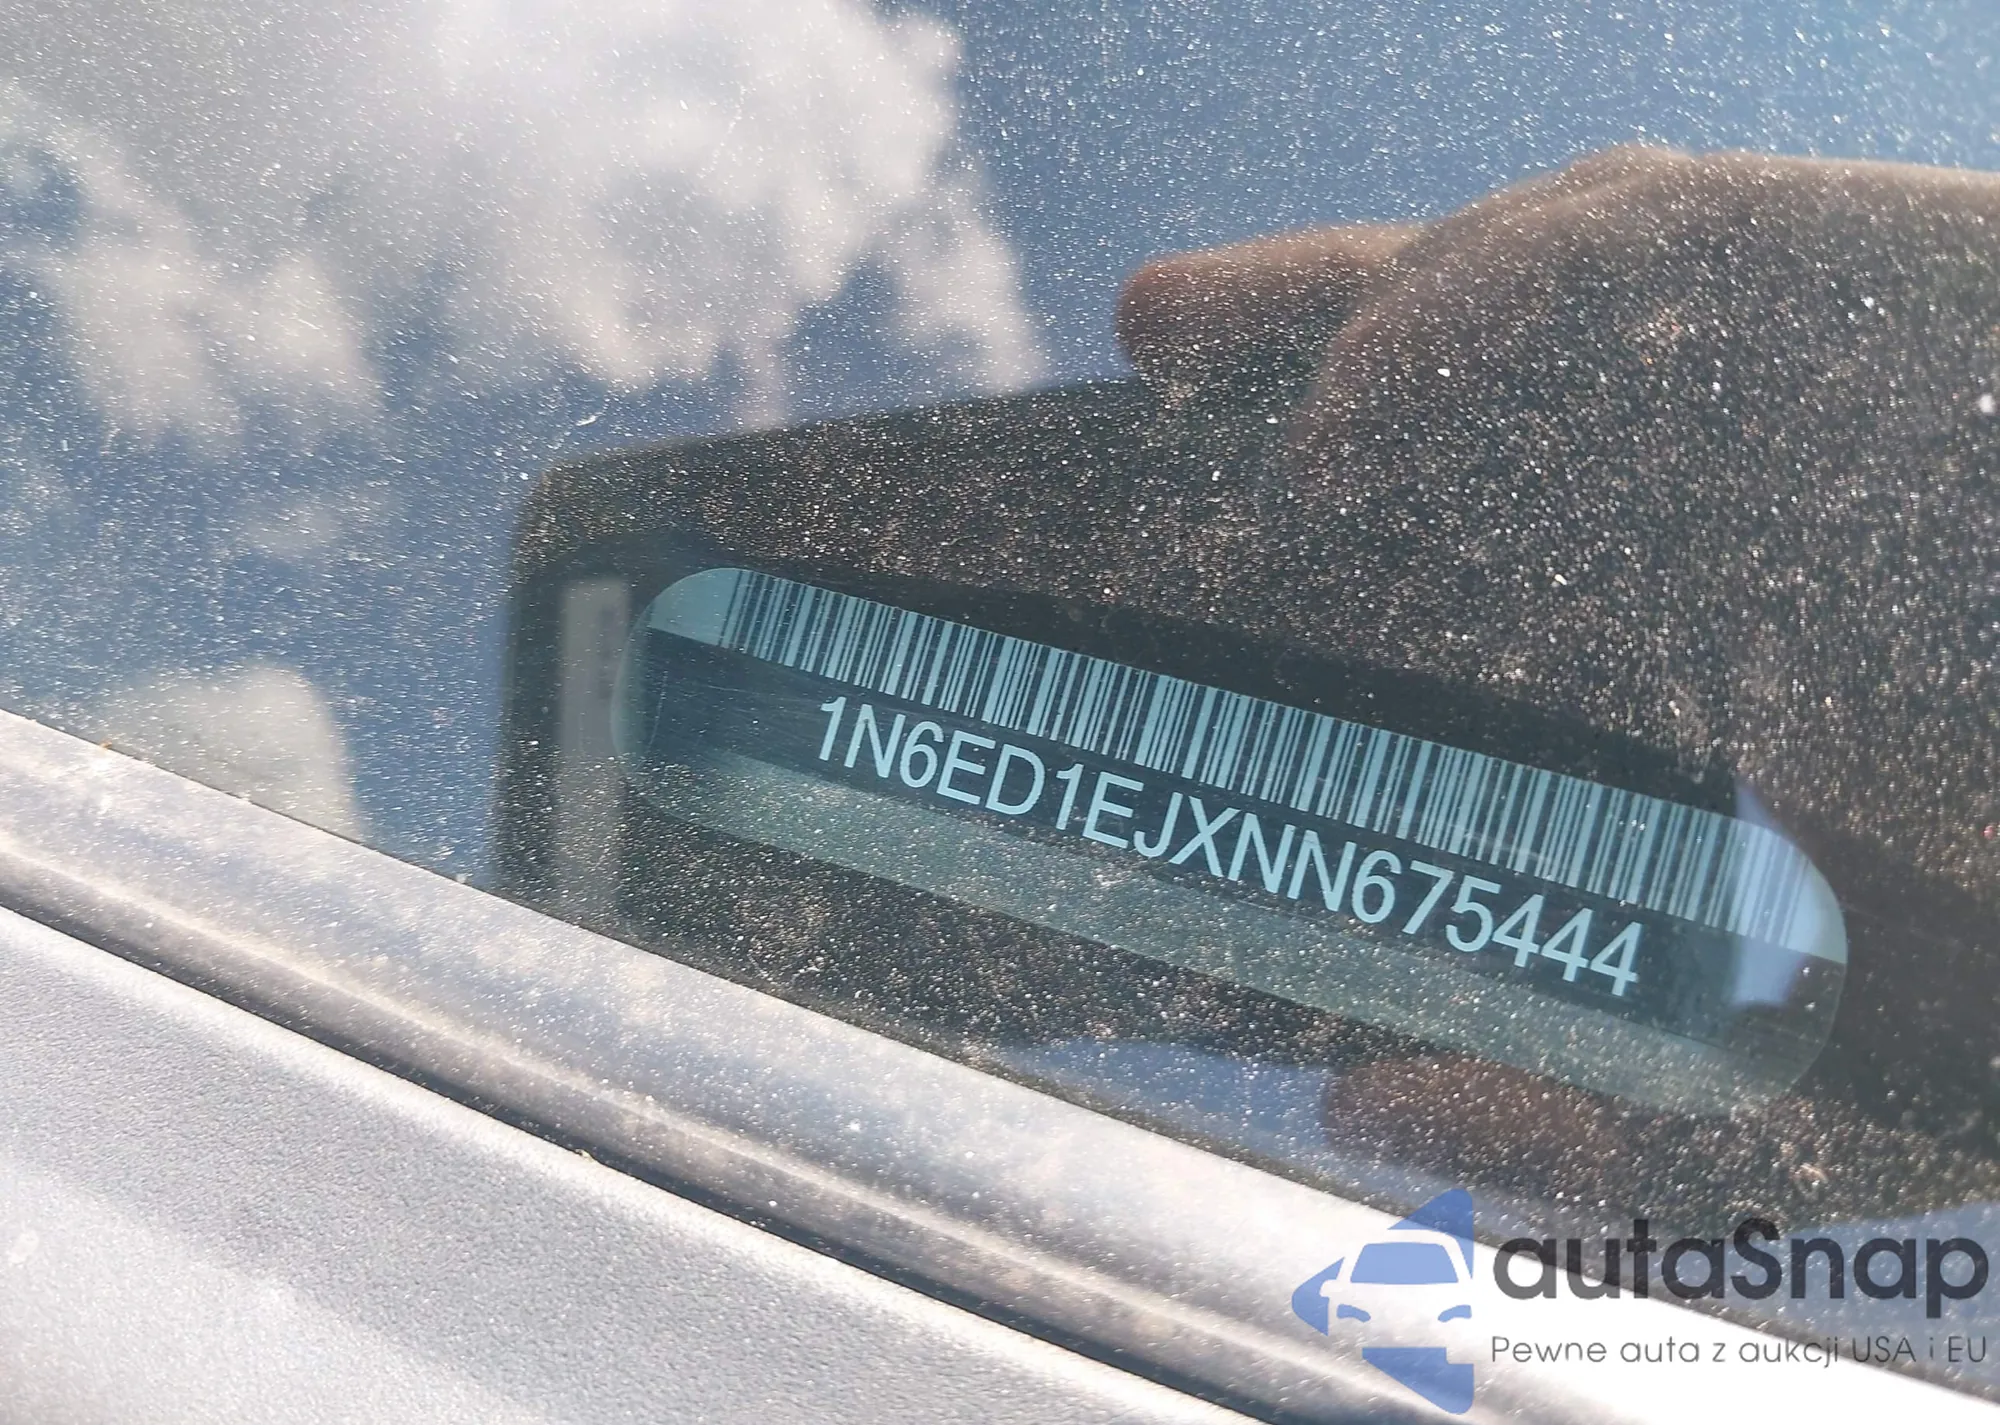 1N6ED1EJXNN675444
autaSnap
Pewne auta z aukcji USA i EU